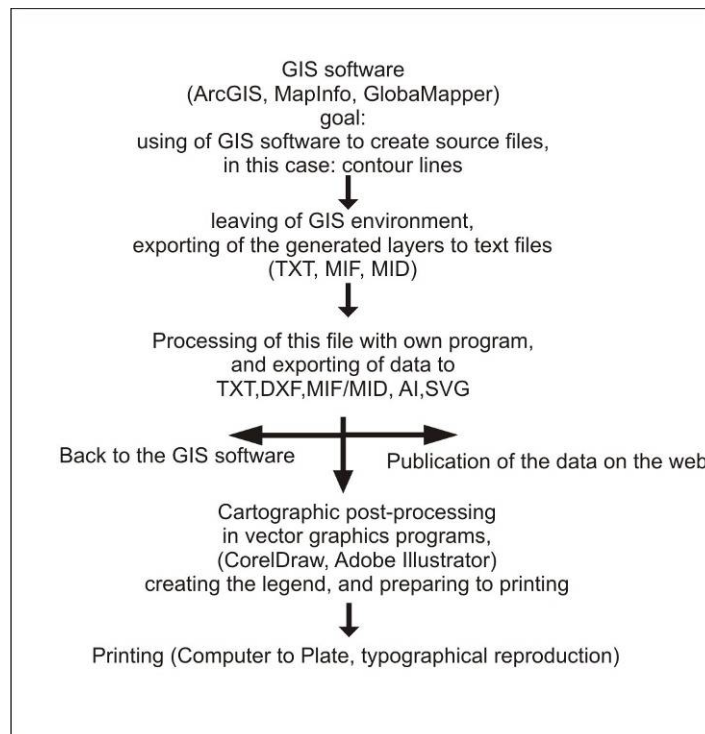 GIS software
(ArcGIS, MapInfo, GlobaMapper)
goal:
using of GIS software to create source files,
in this case: contour lines
leaving of GIS environment,
exporting of the generated layers to text files
(TXT, MIF, MID)
Processing of this file with own program,
and exporting of data to
TXT,DXF,MIF/MID, AI,SVG
Back to the GIS software
Publication of the data on the web
Cartographic post-processing
in vector graphics programs,
(CorelDraw, Adobe Illustrator)
creating the legend, and preparing to printing
Printing (Computer to Plate, typographical reproduction)